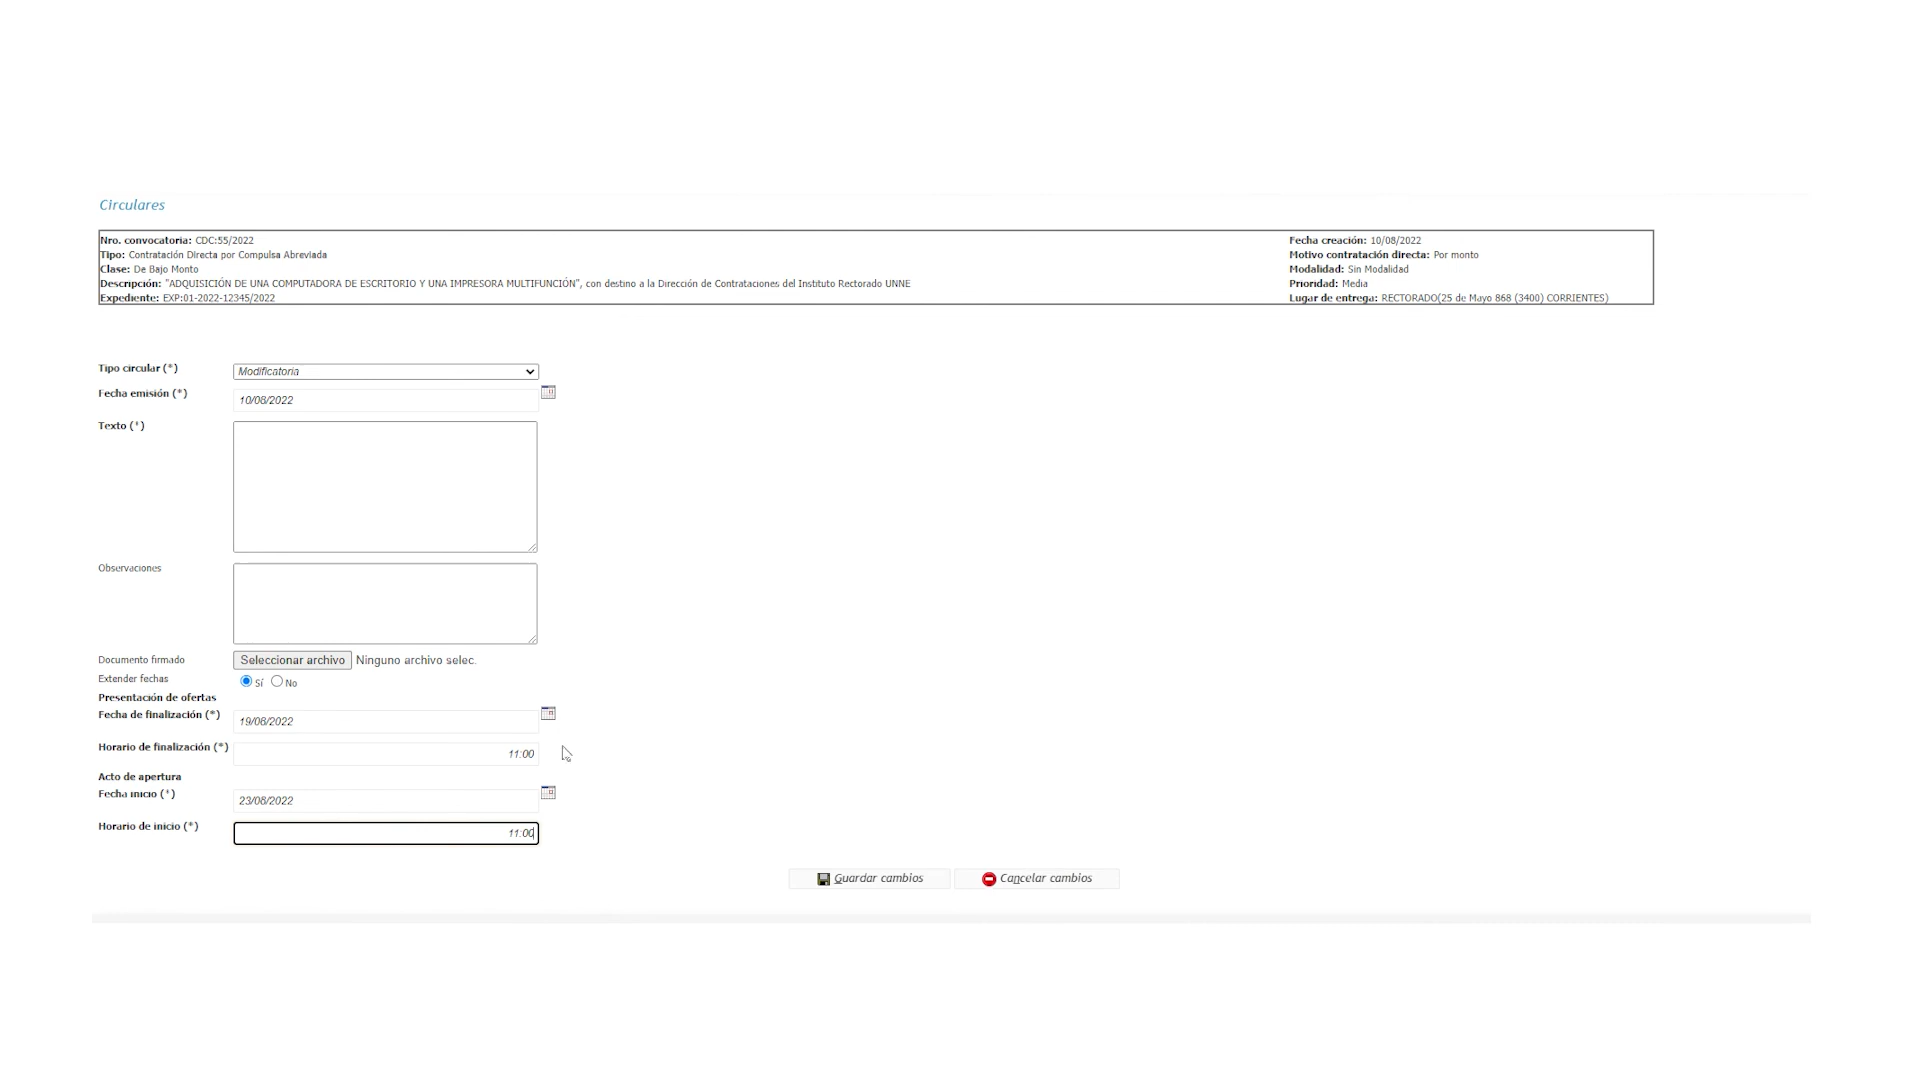 Circulares
Nro. convocatoria: CDC:55/2022
Tipo: Contratación Directa por Compulsa Abreviada
Clase: De Bajo Monto
Descripción: "ADQUISICIÓN DE UNA COMPUTADORA DE ESCRITORIO Y UNA IMPRESORA MULTIFUNCIÓN", con destino a la Dirección de Contrataciones del Instituto Rectorado UNNE
Expediente: EXP:01-2022-12345/2022
Fecha creación: 10/08/2022
Motivo contratación directa: Por monto
Modalidad: Sin Modalidad
Prioridad: Media
Lugar de entrega: RECTORADO(25 de Mayo 868 (3400) CORRIENTES)
Tipo circular (*) Modificatoria
Fecha emisión (*) 10/08/2022
Texto (*)
Observaciones
Documento firmado Seleccionar archivo Ninguno archivo selec.
Extender fechas Sí No
Presentación de ofertas
Fecha de finalización (*) 19/08/2022
Horario de finalización (*) 11:00
Acto de apertura
Fecha inicio (*) 23/08/2022
Horario de inicio (*) 11:00
Guardar cambios Cancelar cambios